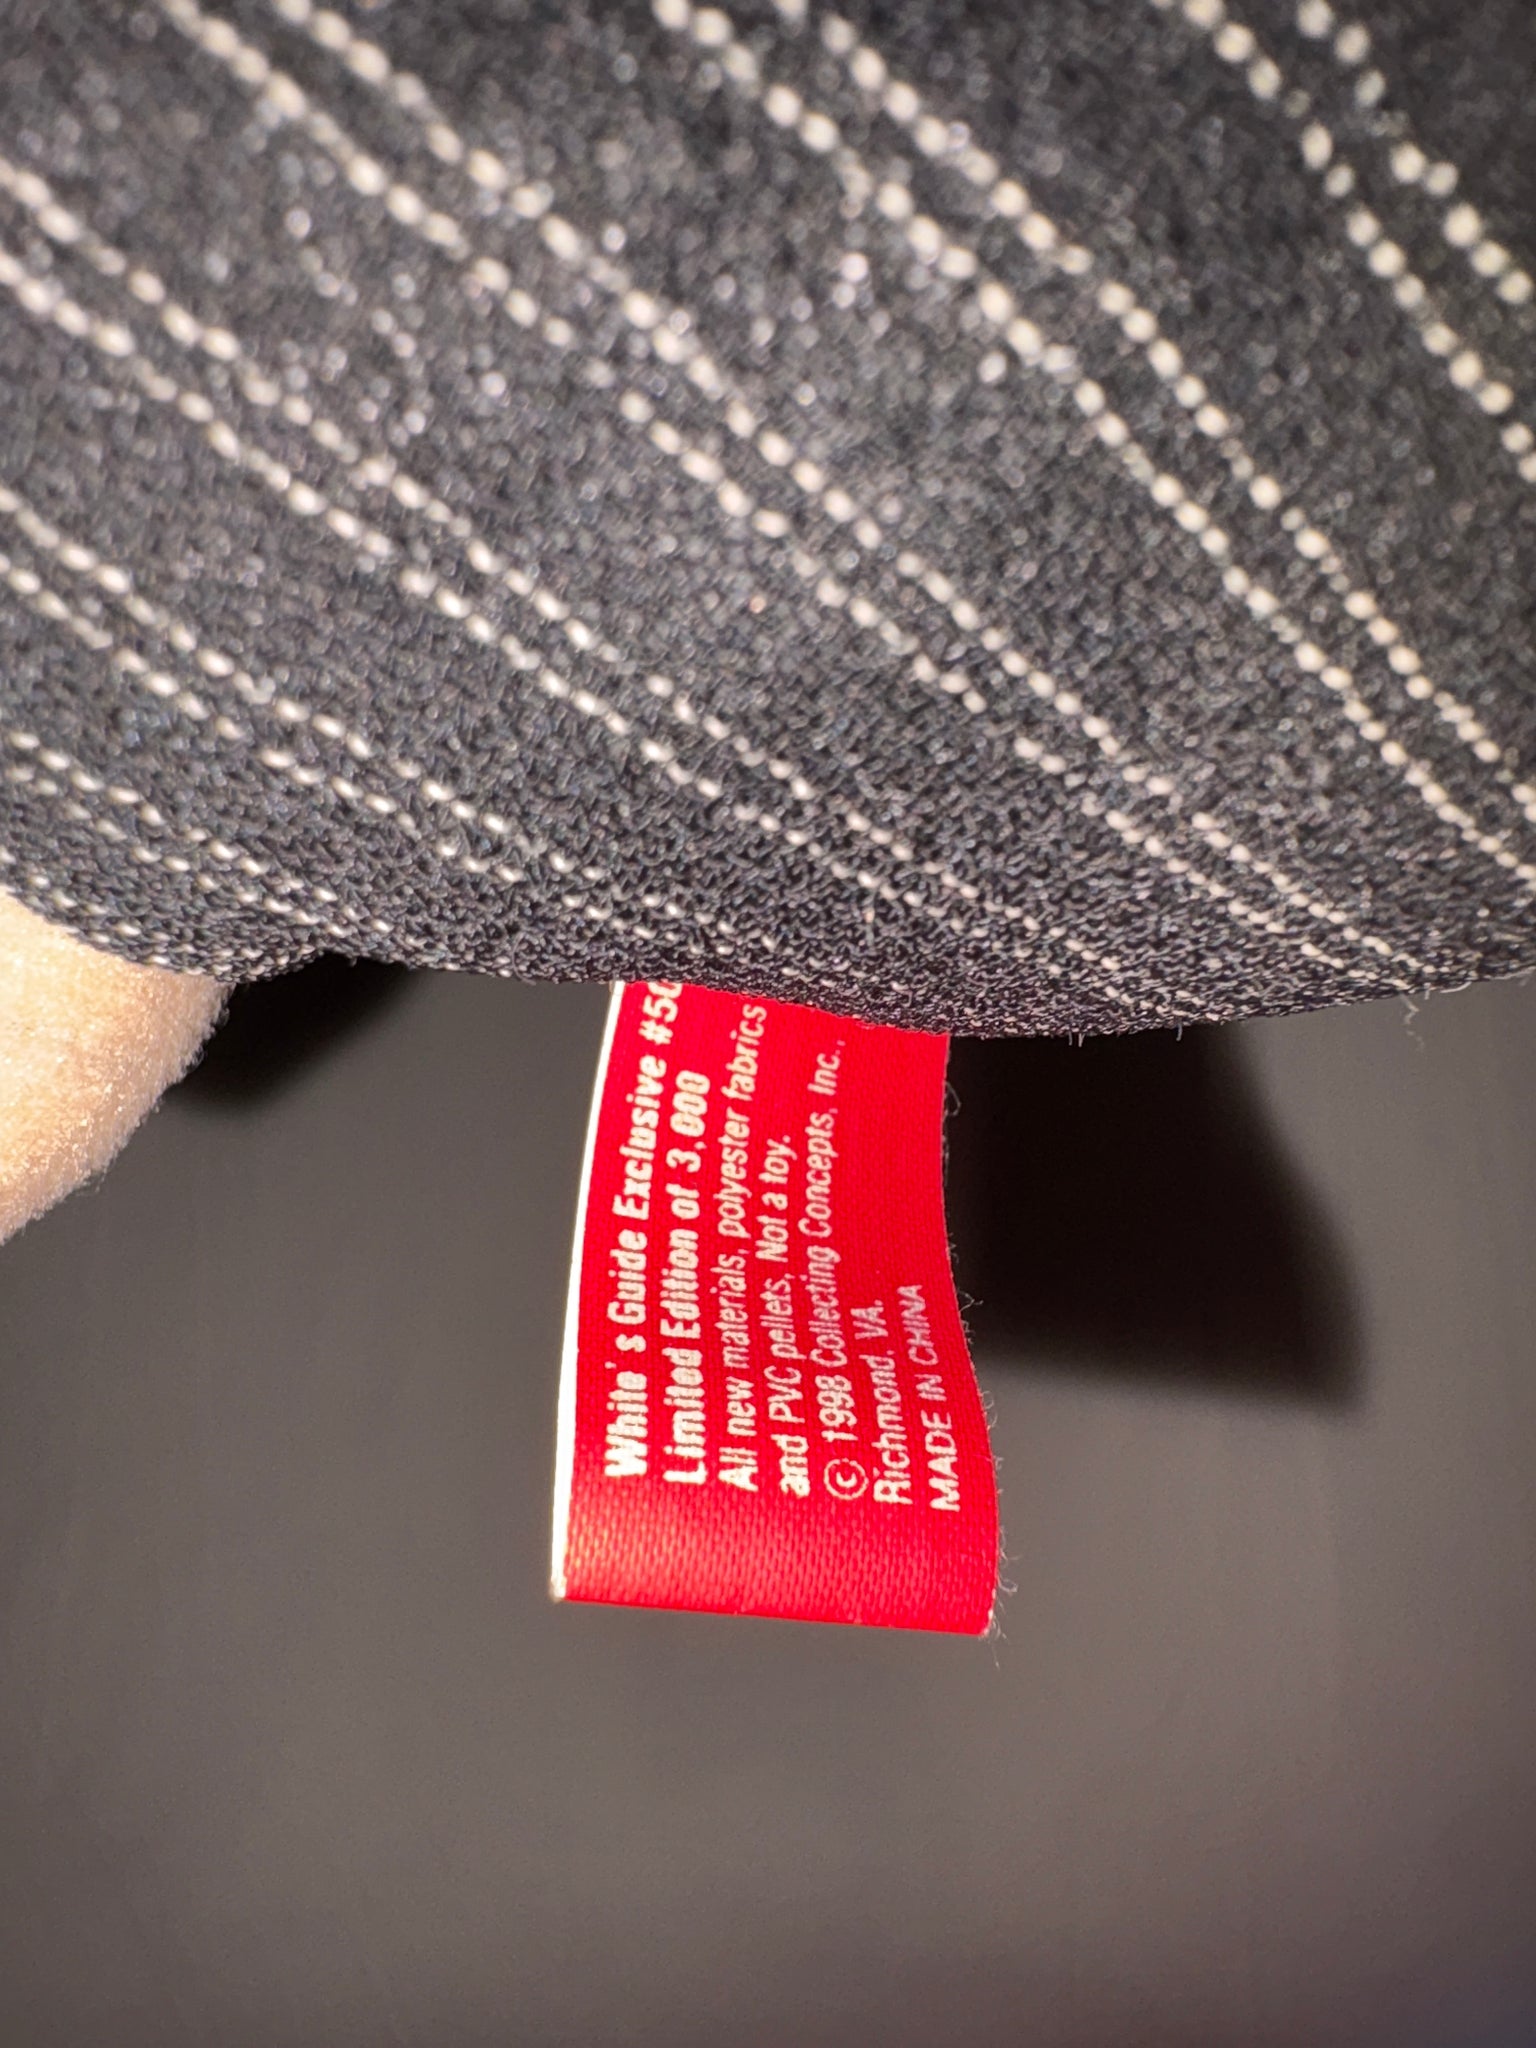 White's Guide Exclusive
Limited Edition of 3,000
All new materials, polyester fabrics
and PVC pellets. Not a toy.
© 1998 Collecting Concepts, Inc.,
Richmond, VA.
MADE IN CHINA